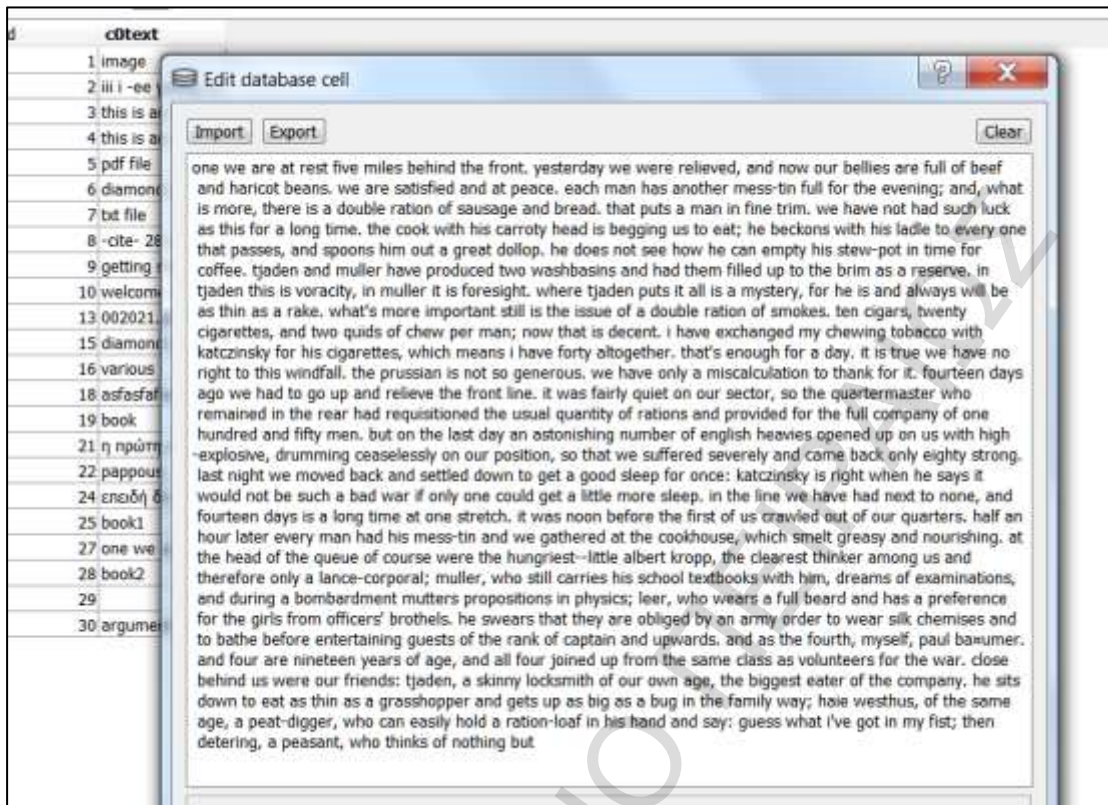 d c0text
1 image
2 iii i -ee
3 this is
4 this is
5 pdf file
6 diamond
7 txt file
8 -cite- 28
9 getting
10 welcome
13 002021.
15 diamond
16 various
18 asfasfaf
19 book
21 η πρώτη
22 pappous
24 επειδή
25 book1
27 one we
28 book2
29
30 argumen
Edit database cell
Import Export Clear
one we are at rest five miles behind the front. yesterday we were relieved, and now our bellies are full of beef
and haricot beans. we are satisfied and at peace. each man has another mess-tin full for the evening; and, what
is more, there is a double ration of sausage and bread. that puts a man in fine trim. we have not had such luck
as this for a long time. the cook with his carroty head is begging us to eat; he beckons with his ladle to every one
that passes, and spoons him out a great dollop. he does not see how he can empty his stew-pot in time for
coffee. tjaden and muller have produced two washbasins and had them filled up to the brim as a reserve. in
tjaden this is voracity, in muller it is foresight. where tjaden puts it all is a mystery, for he is and always will be
as thin as a rake. what's more important still is the issue of a double ration of smokes. ten cigars, twenty
cigarettes, and two quids of chew per man; now that is decent. i have exchanged my chewing tobacco with
katczinsky for his cigarettes, which means i have forty altogether. that's enough for a day. it is true we have no
right to this windfall. the prussian is not so generous. we have only a miscalculation to thank for it. fourteen days
ago we had to go up and relieve the front line. it was fairly quiet on our sector, so the quartermaster who
remained in the rear had requisitioned the usual quantity of rations and provided for the full company of one
hundred and fifty men. but on the last day an astonishing number of english heavies opened up on us with high
-explosive, drumming ceaselessly on our position, so that we suffered severely and came back only eighty strong.
last night we moved back and settled down to get a good sleep for once: katczinsky is right when he says it
would not be such a bad war if only one could get a little more sleep. in the line we have had next to none, and
fourteen days is a long time at one stretch. it was noon before the first of us crawled out of our quarters. half an
hour later every man had his mess-tin and we gathered at the cookhouse, which smelt greasy and nourishing. at
the head of the queue of course were the hungriest--little albert kropp, the clearest thinker among us and
therefore only a lance-corporal; muller, who still carries his school textbooks with him, dreams of examinations,
and during a bombardment mutters propositions in physics; leer, who wears a full beard and has a preference
for the girls from officers' brothels. he swears that they are obliged by an army order to wear silk chemises and
to bathe before entertaining guests of the rank of captain and upwards. and as the fourth, myself, paul ba¤umer.
and four are nineteen years of age, and all four joined up from the same class as volunteers for the war. close
behind us were our friends: tjaden, a skinny locksmith of our own age, the biggest eater of the company. he sits
down to eat as thin as a grasshopper and gets up as big as a bug in the family way; haie westhus, of the same
age, a peat-digger, who can easily hold a ration-loaf in his hand and say: guess what i've got in my fist; then
detering, a peasant, who thinks of nothing but